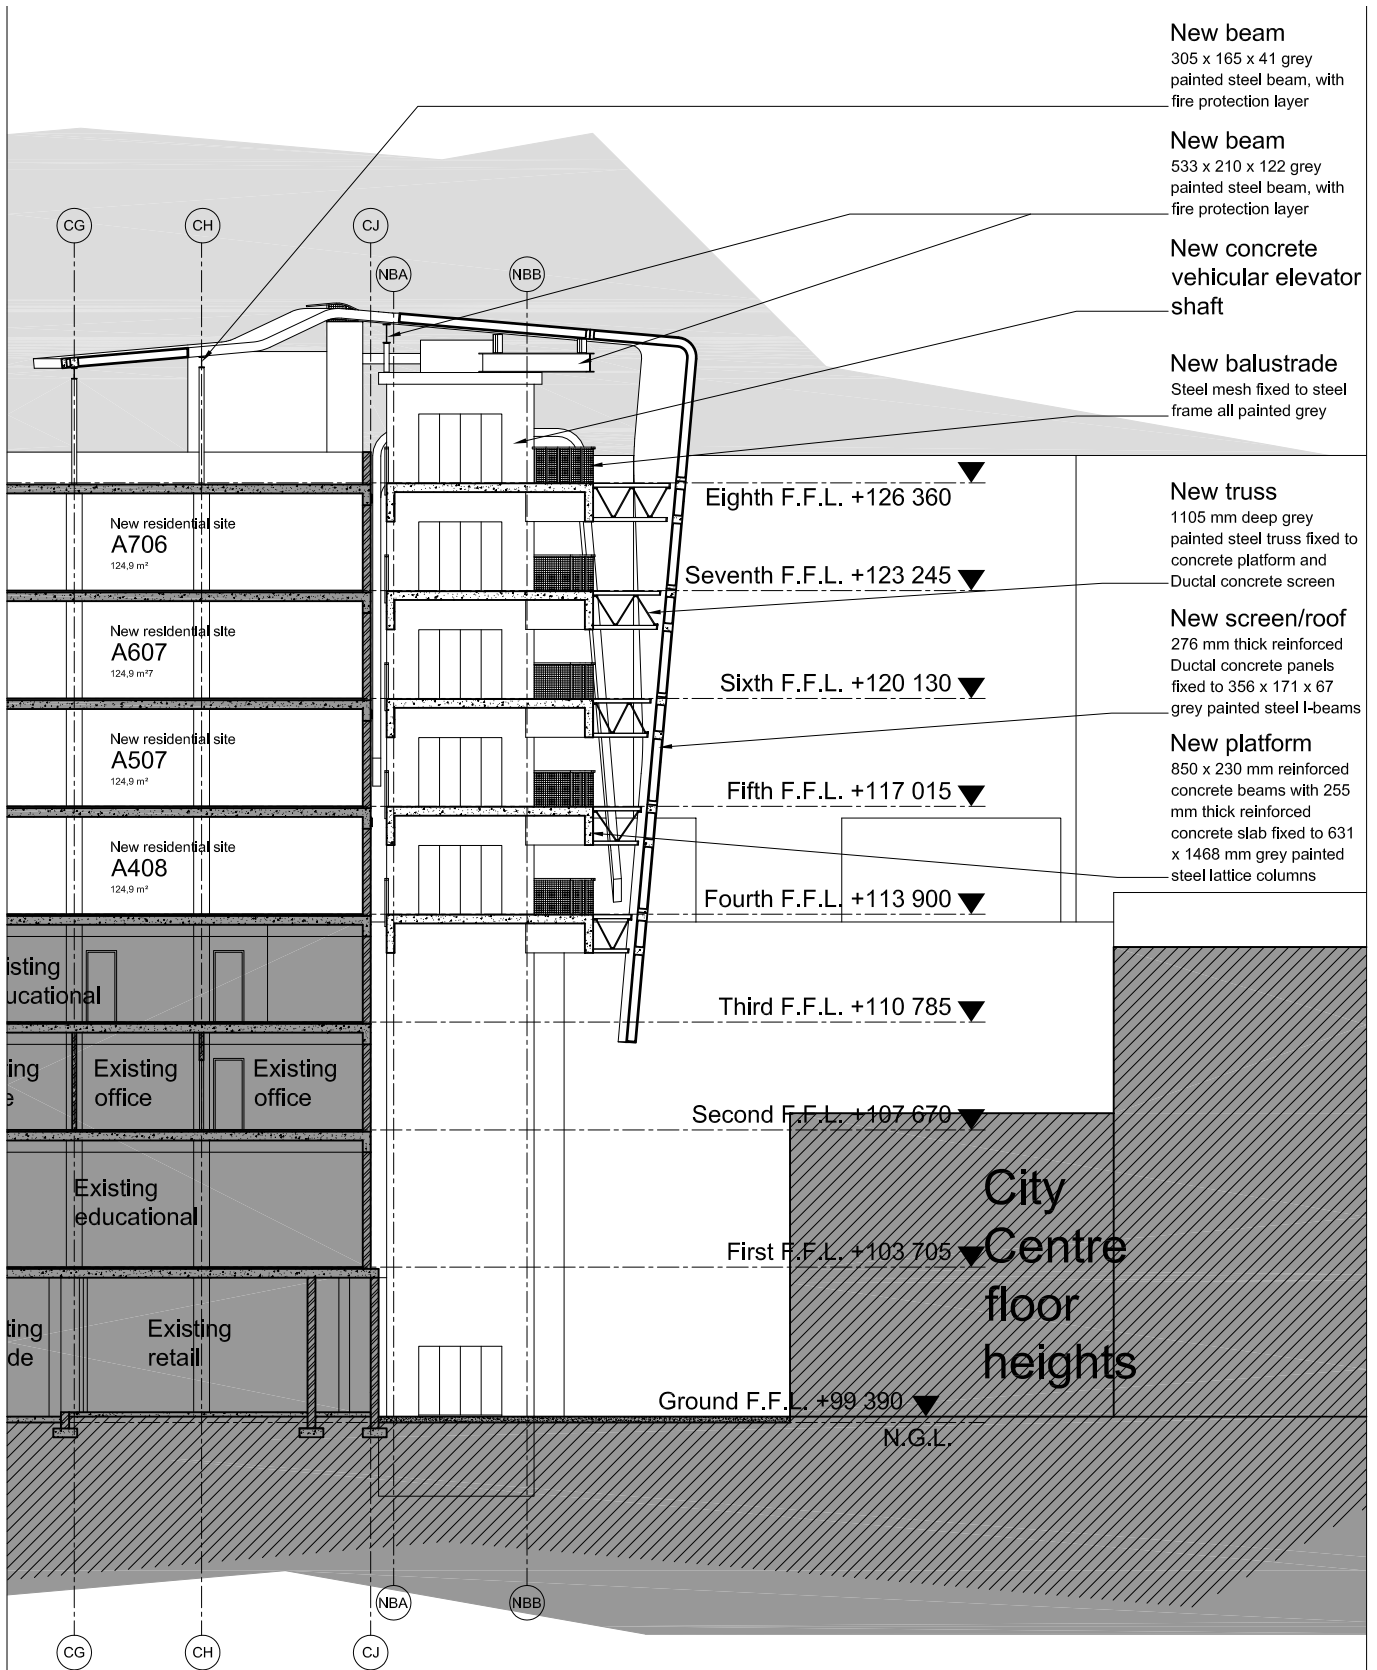 New beam
305 x 165 x 41 grey
painted steel beam, with
fire protection layer
New beam
533 x 210 x 122 grey
painted steel beam, with
fire protection layer
New concrete
vehicular elevator
shaft
New balustrade
Steel mesh fixed to steel
frame all painted grey
New truss
1105 mm deep grey
painted steel truss fixed to
concrete platform and
Ductal concrete screen
New screen/roof
276 mm thick reinforced
Ductal concrete panels
fixed to 356 x 171 x 67
grey painted steel I-beams
New platform
850 x 230 mm reinforced
concrete beams with 255
mm thick reinforced
concrete slab fixed to 631
x 1468 mm grey painted
steel lattice columns
CG
CH
CJ
NBA
NBB
Eighth F.F.L. +126 360
New residential site
A706
124,9 m²
Seventh F.F.L. +123 245
New residential site
A607
124,9 m²7
Sixth F.F.L. +120 130
New residential site
A507
124,9 m²
Fifth F.F.L. +117 015
New residential site
A408
124,9 m²
Fourth F.F.L. +113 900
isting
ucational
Third F.F.L. +110 785
ing
e
Existing
office
Existing
office
Second F.F.L. +107 670
Existing
educational
City
Centre
floor
heights
First F.F.L. +103 705
ting
de
Existing
retail
Ground F.F.L. +99 390
N.G.L.
NBA
NBB
CG
CH
CJ